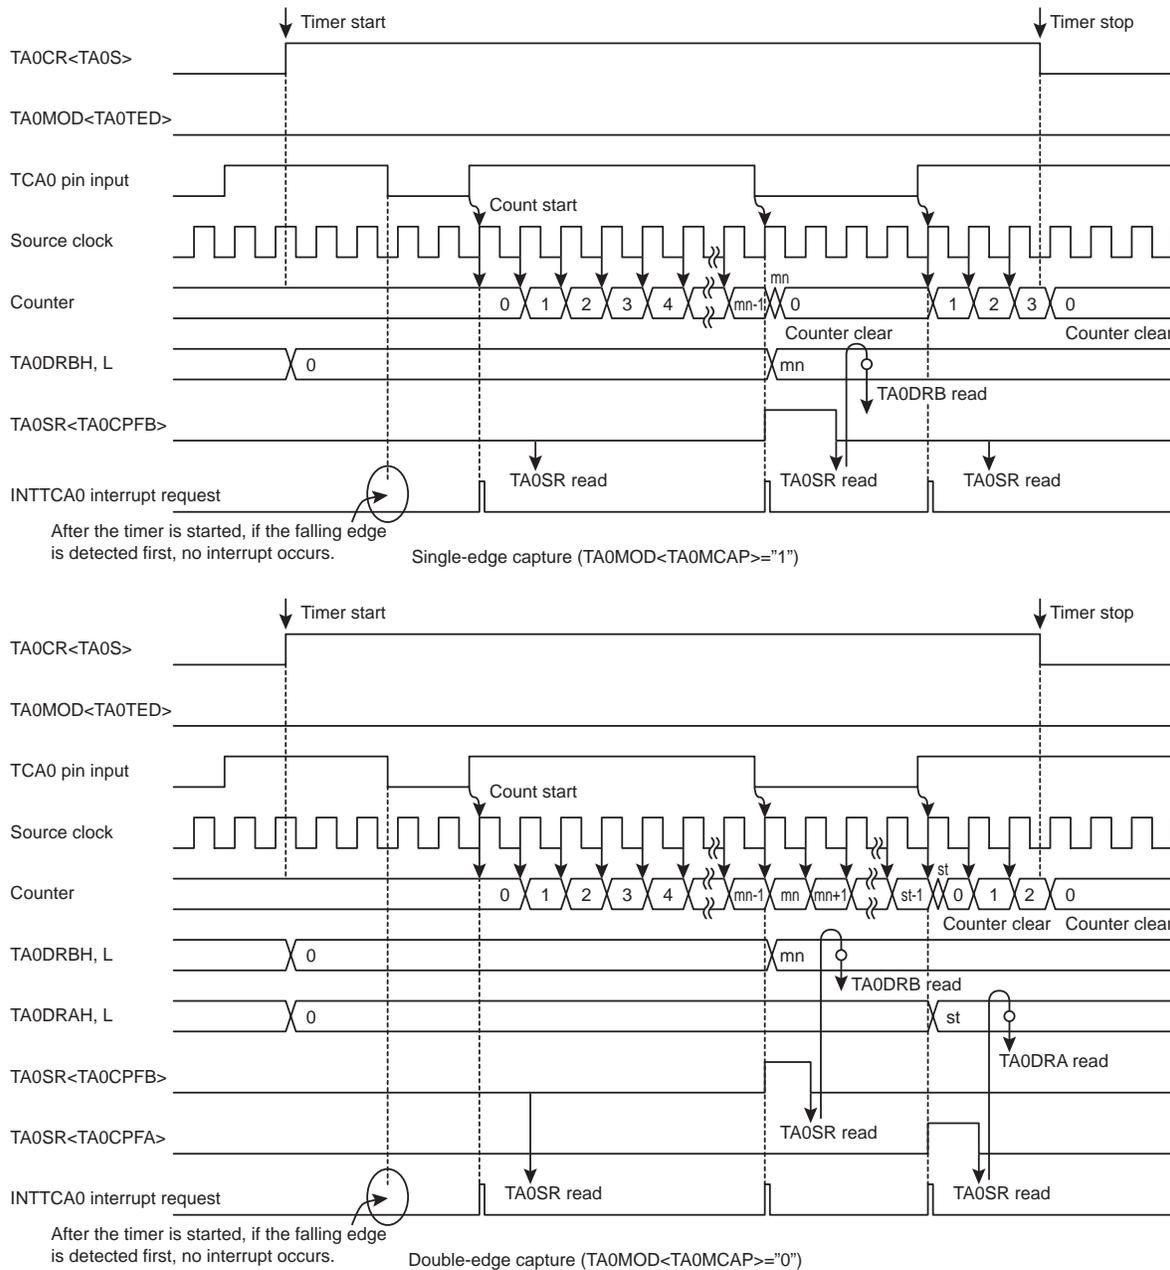 Timer start
Timer stop
TA0CR<TA0S>
TA0MOD<TA0TED>
TCA0 pin input
Count start
Source clock
mn
Counter
0 1 2 3 4 mn-1 0 1 2 3 0
Counter clear
Counter clear
TA0DRBH, L
0
mn
TA0DRB read
TA0SR<TA0CPFB>
TA0SR read
TA0SR read
TA0SR read
INTTCA0 interrupt request
After the timer is started, if the falling edge
is detected first, no interrupt occurs.
Single-edge capture (TA0MOD<TA0MCAP>=”1”)
Timer start
Timer stop
TA0CR<TA0S>
TA0MOD<TA0TED>
TCA0 pin input
Count start
Source clock
st
Counter
0 1 2 3 4 mn-1 mn mn+1 st-1 0 1 2 0
Counter clear
Counter clear
TA0DRBH, L
0
mn
TA0DRB read
TA0DRAH, L
0
st
TA0DRA read
TA0SR<TA0CPFB>
TA0SR read
TA0SR<TA0CPFA>
TA0SR read
TA0SR read
INTTCA0 interrupt request
After the timer is started, if the falling edge
is detected first, no interrupt occurs.
Double-edge capture (TA0MOD<TA0MCAP>=”0”)